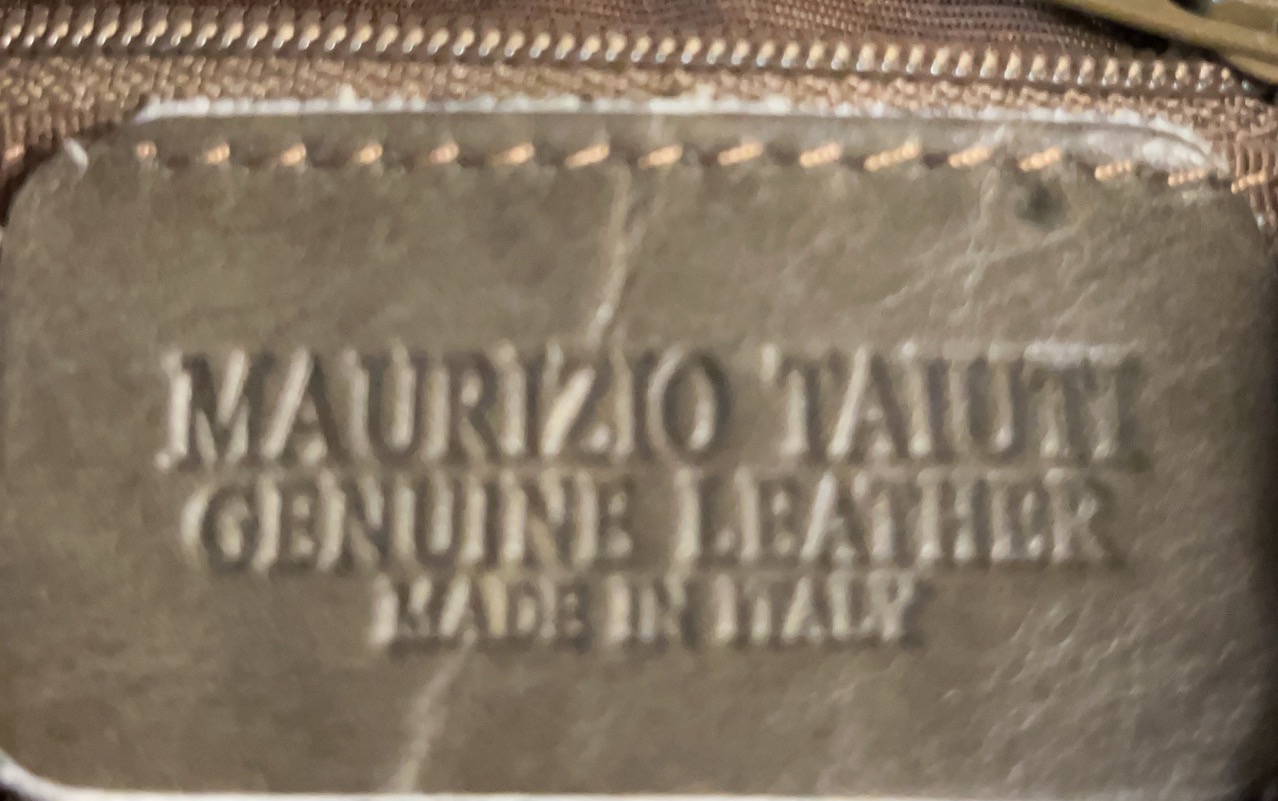 MAURIZIO TAIUTI
GENUINE LEATHER
MADE IN ITALY